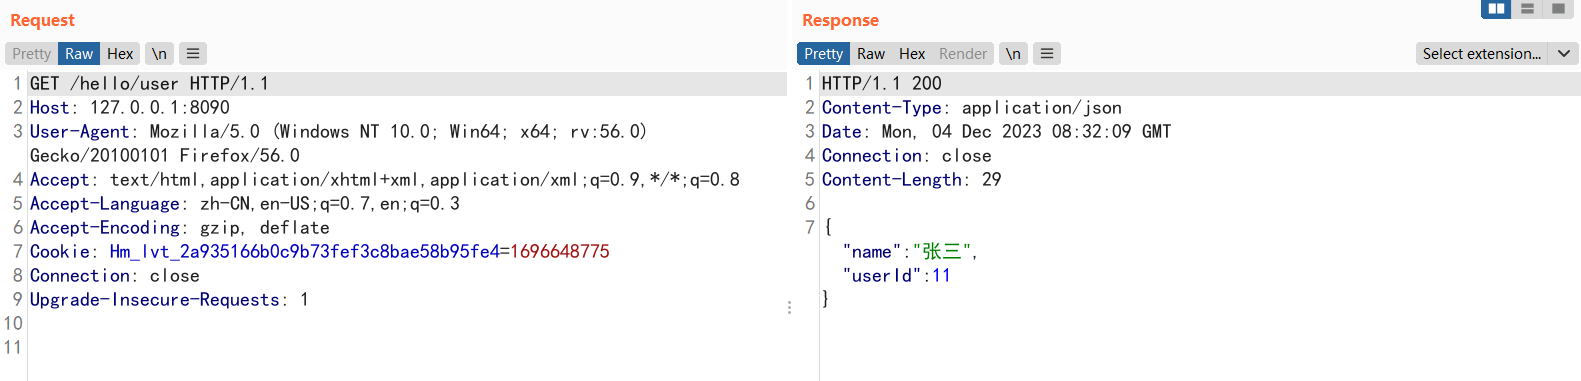 Request
Pretty Raw Hex \n
1 GET /hello/user HTTP/1.1
2 Host: 127.0.0.1:8090
3 User-Agent: Mozilla/5.0 (Windows NT 10.0; Win64; x64; rv:56.0)
Gecko/20100101 Firefox/56.0
4 Accept: text/html,application/xhtml+xml,application/xml;q=0.9,*/*;q=0.8
5 Accept-Language: zh-CN,en-US;q=0.7,en;q=0.3
6 Accept-Encoding: gzip, deflate
7 Cookie: Hm_lvt_2a935166b0c9b73fef3c8bae58b95fe4=1696648775
8 Connection: close
9 Upgrade-Insecure-Requests: 1
10
11
Response
Pretty Raw Hex Render \n
Select extension...
1 HTTP/1.1 200
2 Content-Type: application/json
3 Date: Mon, 04 Dec 2023 08:32:09 GMT
4 Connection: close
5 Content-Length: 29
6
7 {
"name":"张三",
"userId":11
}